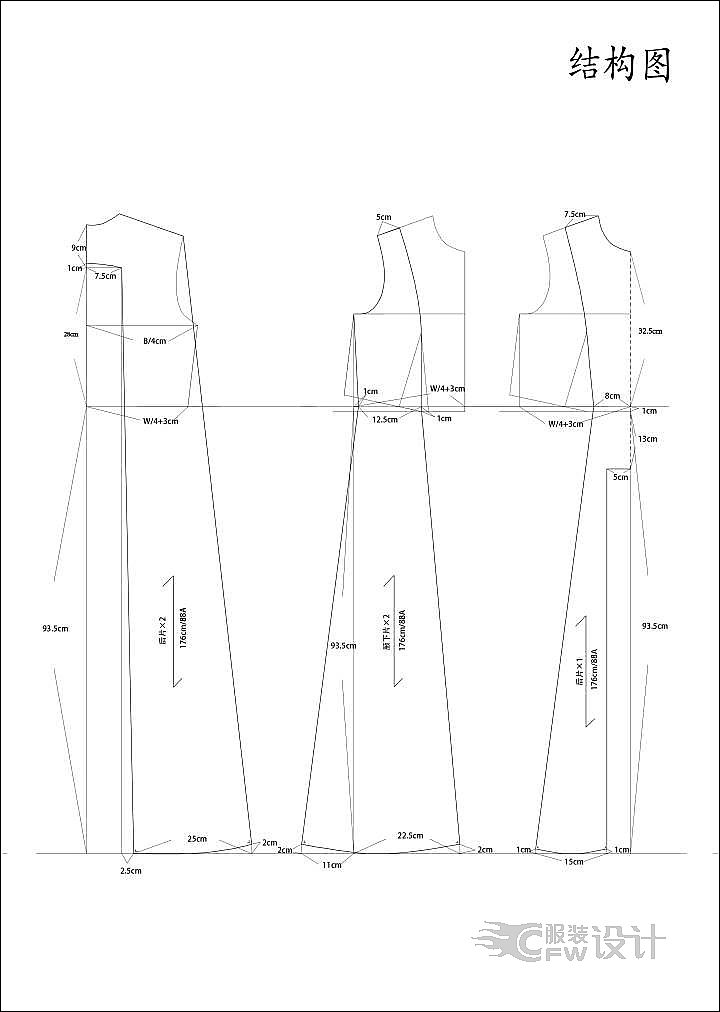 结构图
5cm
7.5cm
9cm
1cm
7.5cm
28cm
B/4cm
32.5cm
1cm
W/4+3cm
8cm
1cm
W/4+3cm
12.5cm
1cm
W/4+3cm
13cm
5cm
93.5cm
后片×2
176cm/88A
93.5cm
腋下片×2
176cm/88A
后片×1
176cm/88A
93.5cm
25cm
2cm
2.5cm
2cm
11cm
22.5cm
2cm
1cm
15cm
1cm
服装
CFW
设计